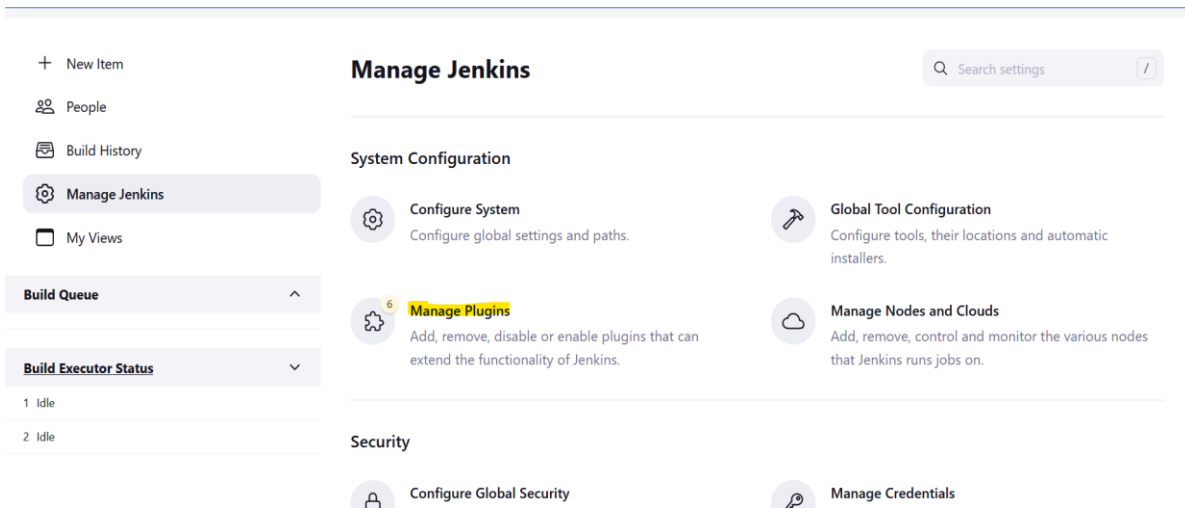 New Item
People
Build History
Manage Jenkins
My Views
Build Queue
Build Executor Status
1 Idle
2 Idle
Manage Jenkins
Search settings
/
System Configuration
Configure System
Configure global settings and paths.
Global Tool Configuration
Configure tools, their locations and automatic
installers.
6
Manage Plugins
Add, remove, disable or enable plugins that can
extend the functionality of Jenkins.
Manage Nodes and Clouds
Add, remove, control and monitor the various nodes
that Jenkins runs jobs on.
Security
Configure Global Security
Manage Credentials